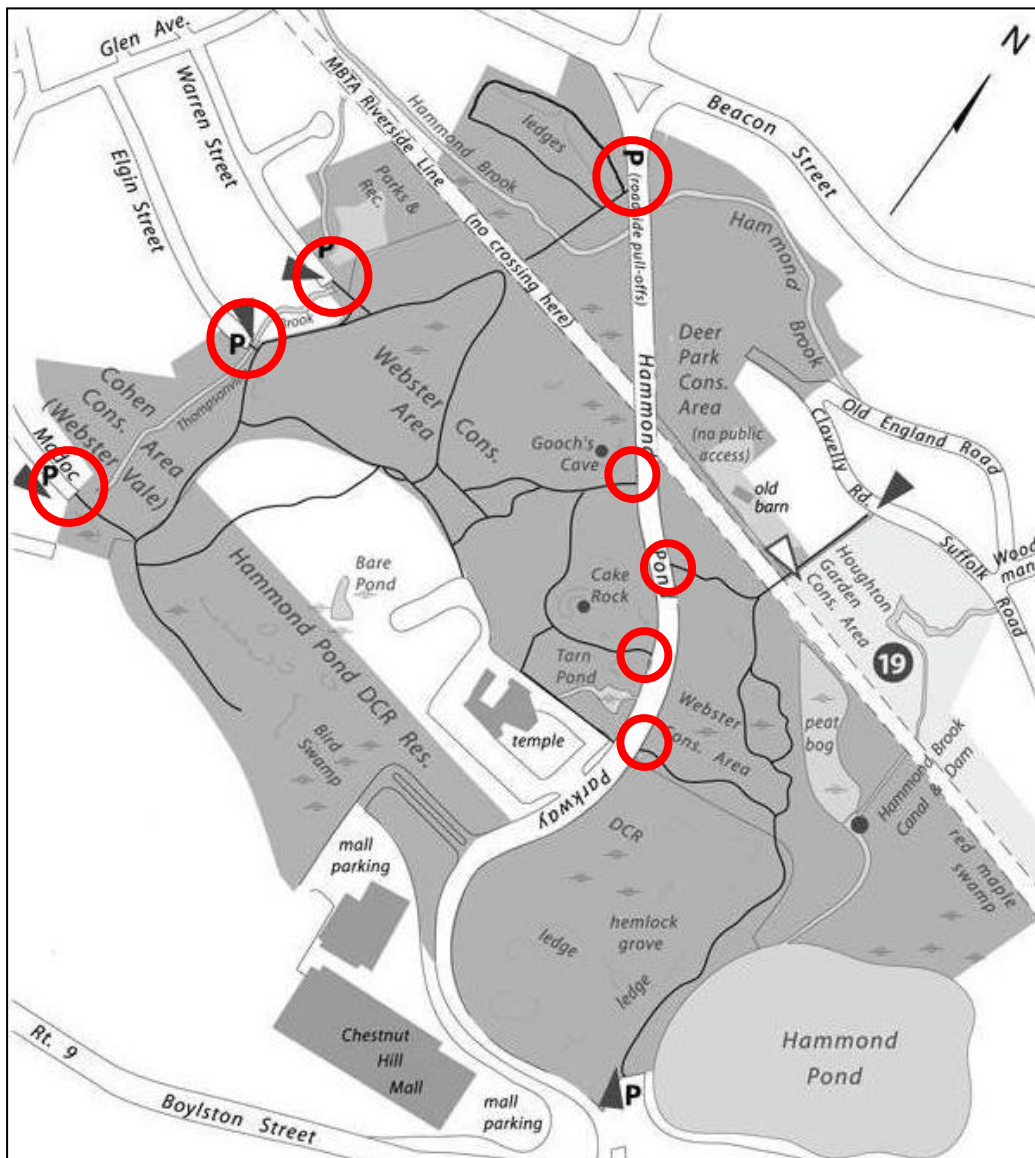 Glen Ave.
Warren Street
Elgin Street
MBTA Riverside Line
(no crossing here)
Hammond Brook
ledges
P
(roadside pull-offs)
Beacon
Street
N
Parks &
Rec.
P
P
Brook
Hammond
Brook
Deer
Park
Cons.
Area
(no public
access)
Cohen
Cons. Area
(Webster
Vale)
Webster Cons.
Area
Hammond
Gooch's
Cave
Old England Road
Clovelly
Rd.
Suffolk
Road
old
barn
P
Madoc
Houghton
Garden
Cons. Area
19
Bare
Pond
Cake
Rock
Pon
Tarn
Pond
Hammond Pond DCR Res.
Bird
Swamp
temple
Webster
Cons. Area
peat
bog
Hammond Brook
Canal &
Dam
red maple
swamp
Parkway
DCR
mall
parking
hemlock
grove
ledge
ledge
Chestnut
Hill
Mall
Hammond
Pond
P
Rt. 9
Boylston Street
mall
parking